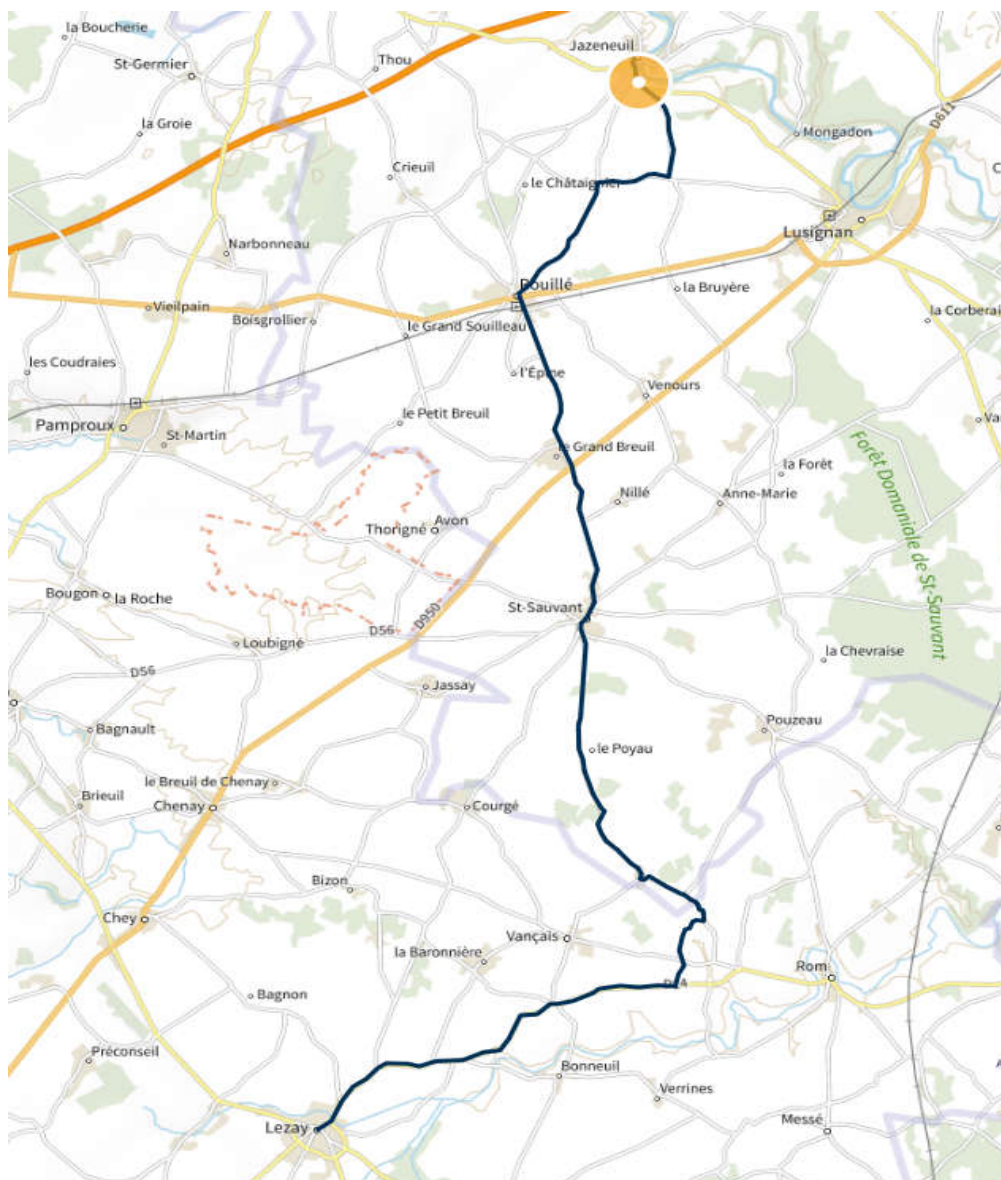 la Boucherie
Jazeneuil
Thou
St-Germier
D611
la Groie
Mongadon
Crieuil
le Châtaignier
Lusignan
Narbonneau
Rouillé
la Bruyère
Vieilpain
Boisgrollier
le Grand Souilleau
la Corberai
les Coudraies
l'Épine
Venours
le Petit Breuil
Pamproux
St-Martin
Va
le Grand Breuil
la Forêt
Forêt Domaniale de St-Sauvant
Nillé
Anne-Marie
Avon
Thorigné
Bougon
la Roche
St-Sauvant
D950
D56
Loubigné
la Chevraise
D56
Jassay
Bagnault
Pouzeau
le Poyau
le Breuil de Chenay
Brieuil
Chenay
Courgé
Bizon
Chey
Vançais
la Baronnière
Rom
Bagnon
Préconseil
Bonneuil
Verrines
Messé
Lezay